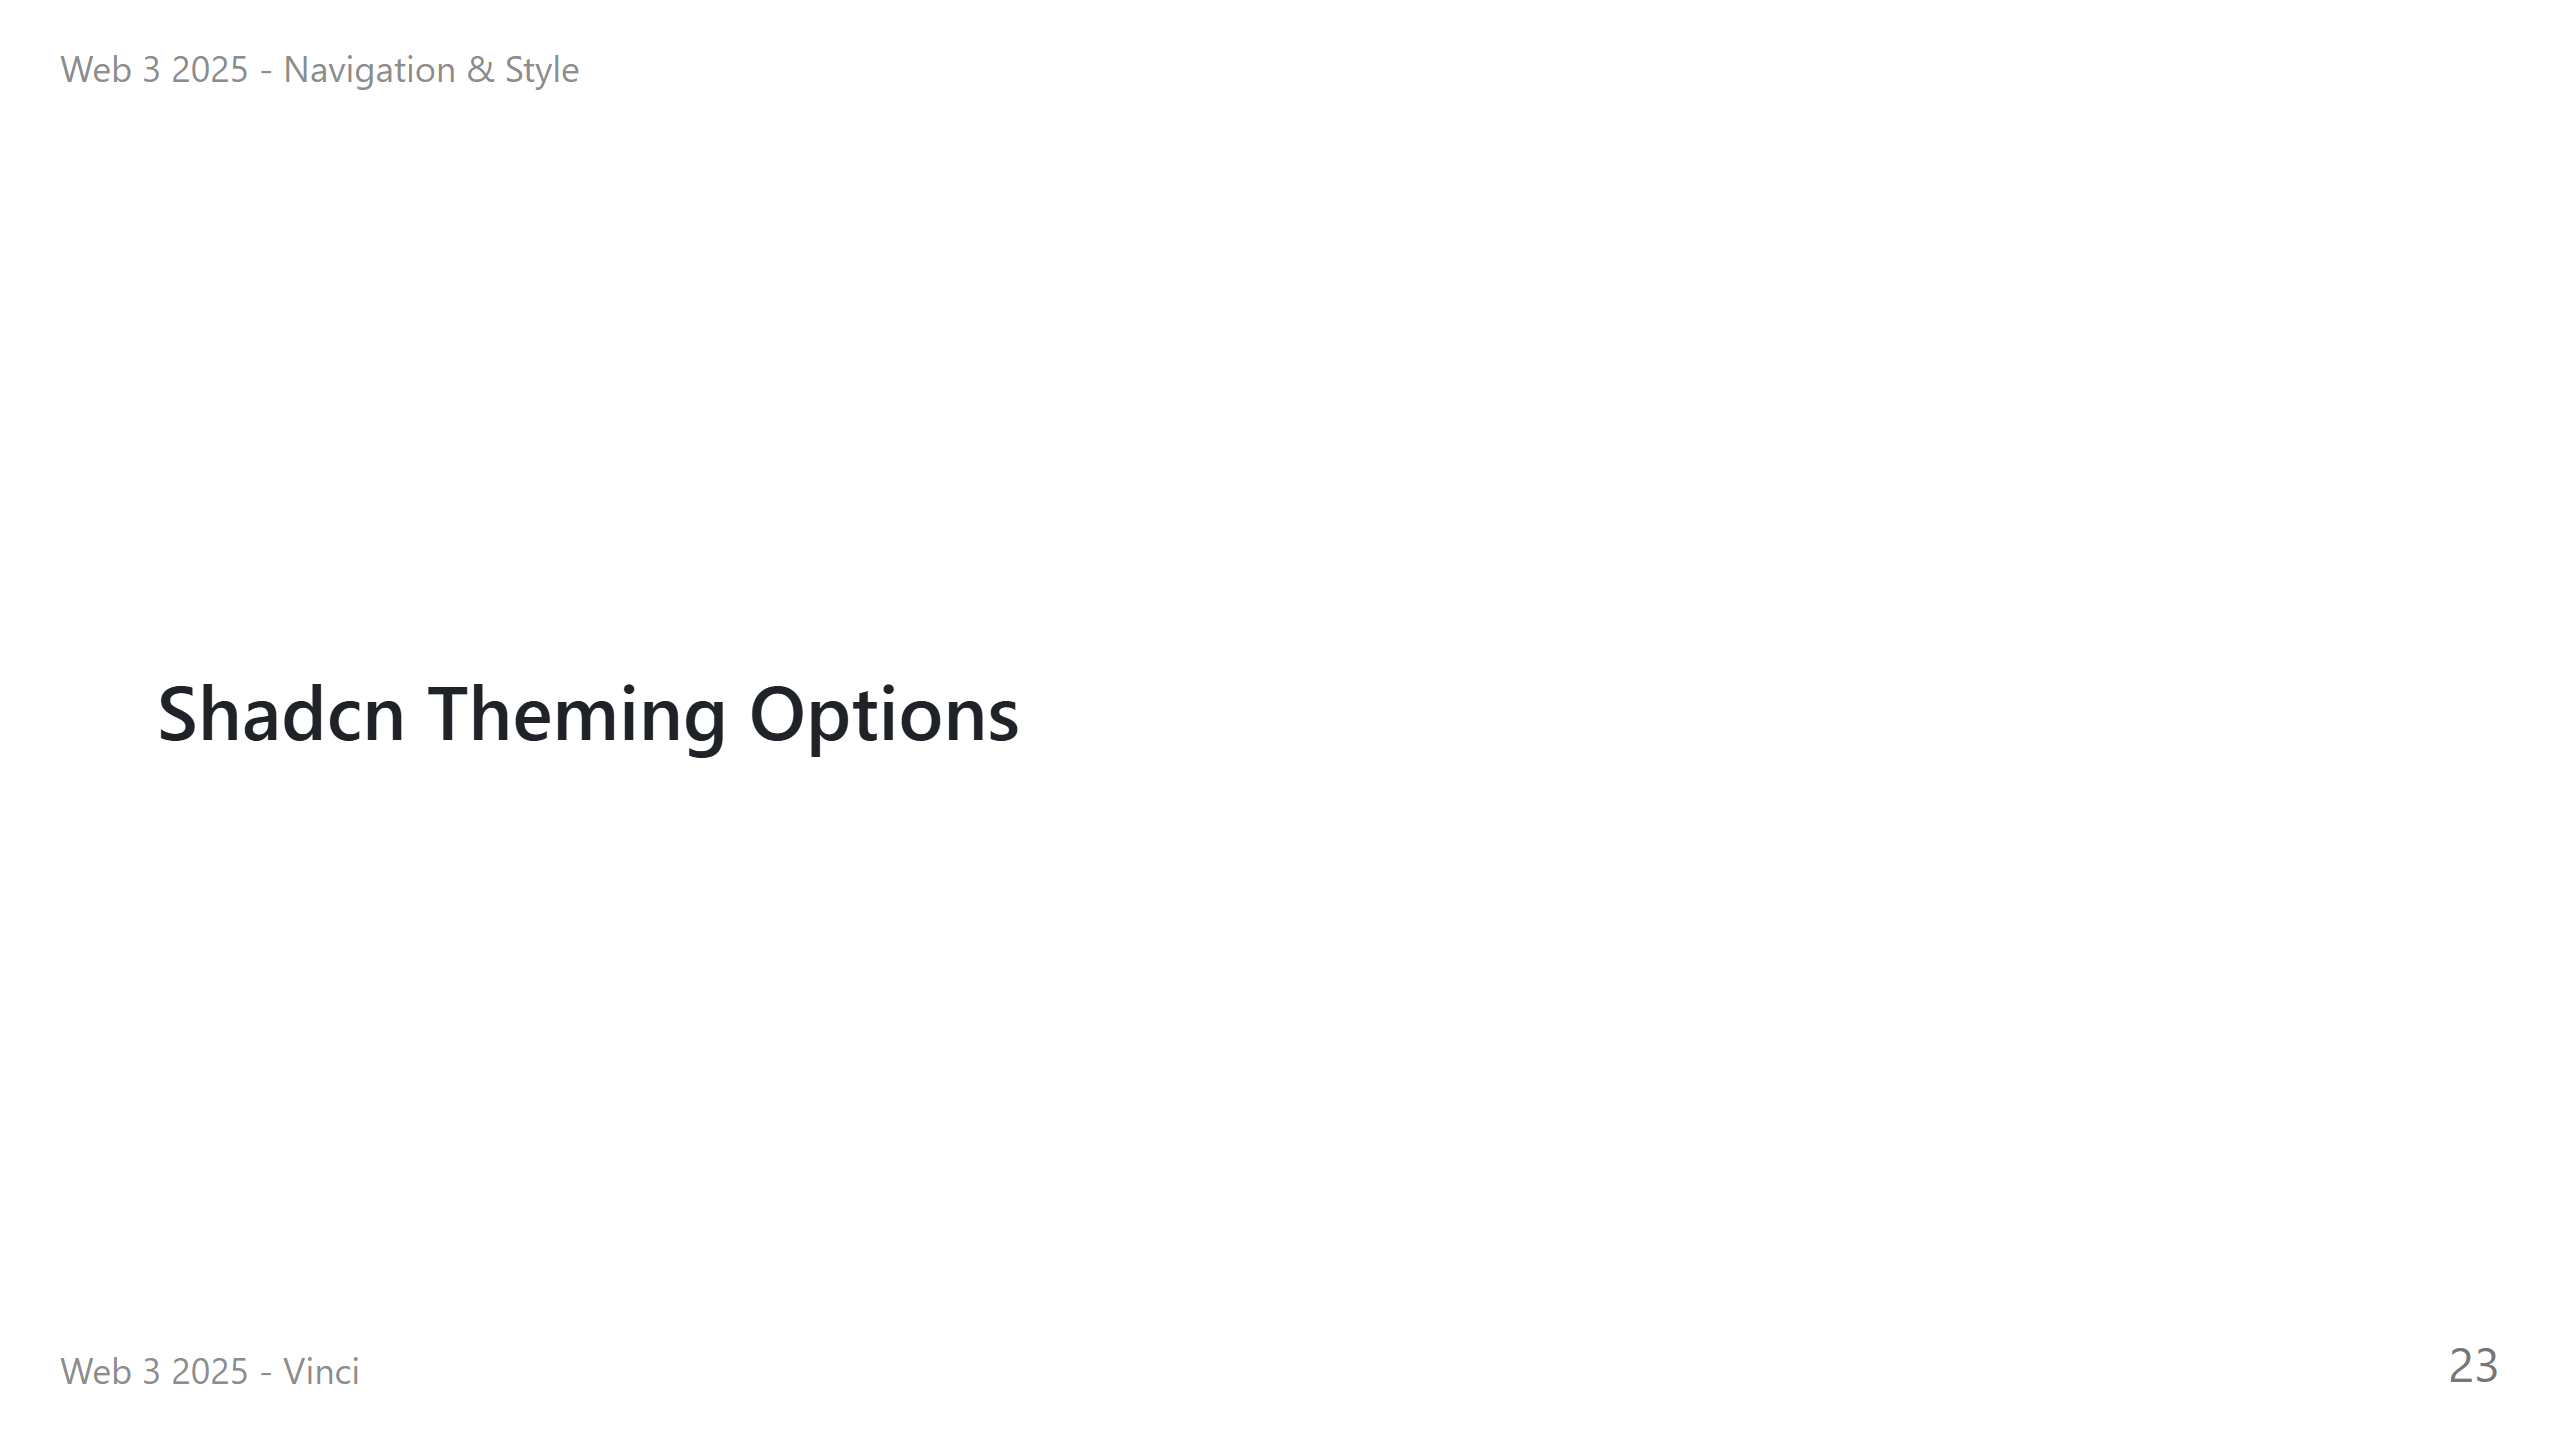 Web 3 2025 - Navigation & Style
Shadcn Theming Options
Web 3 2025 - Vinci
23